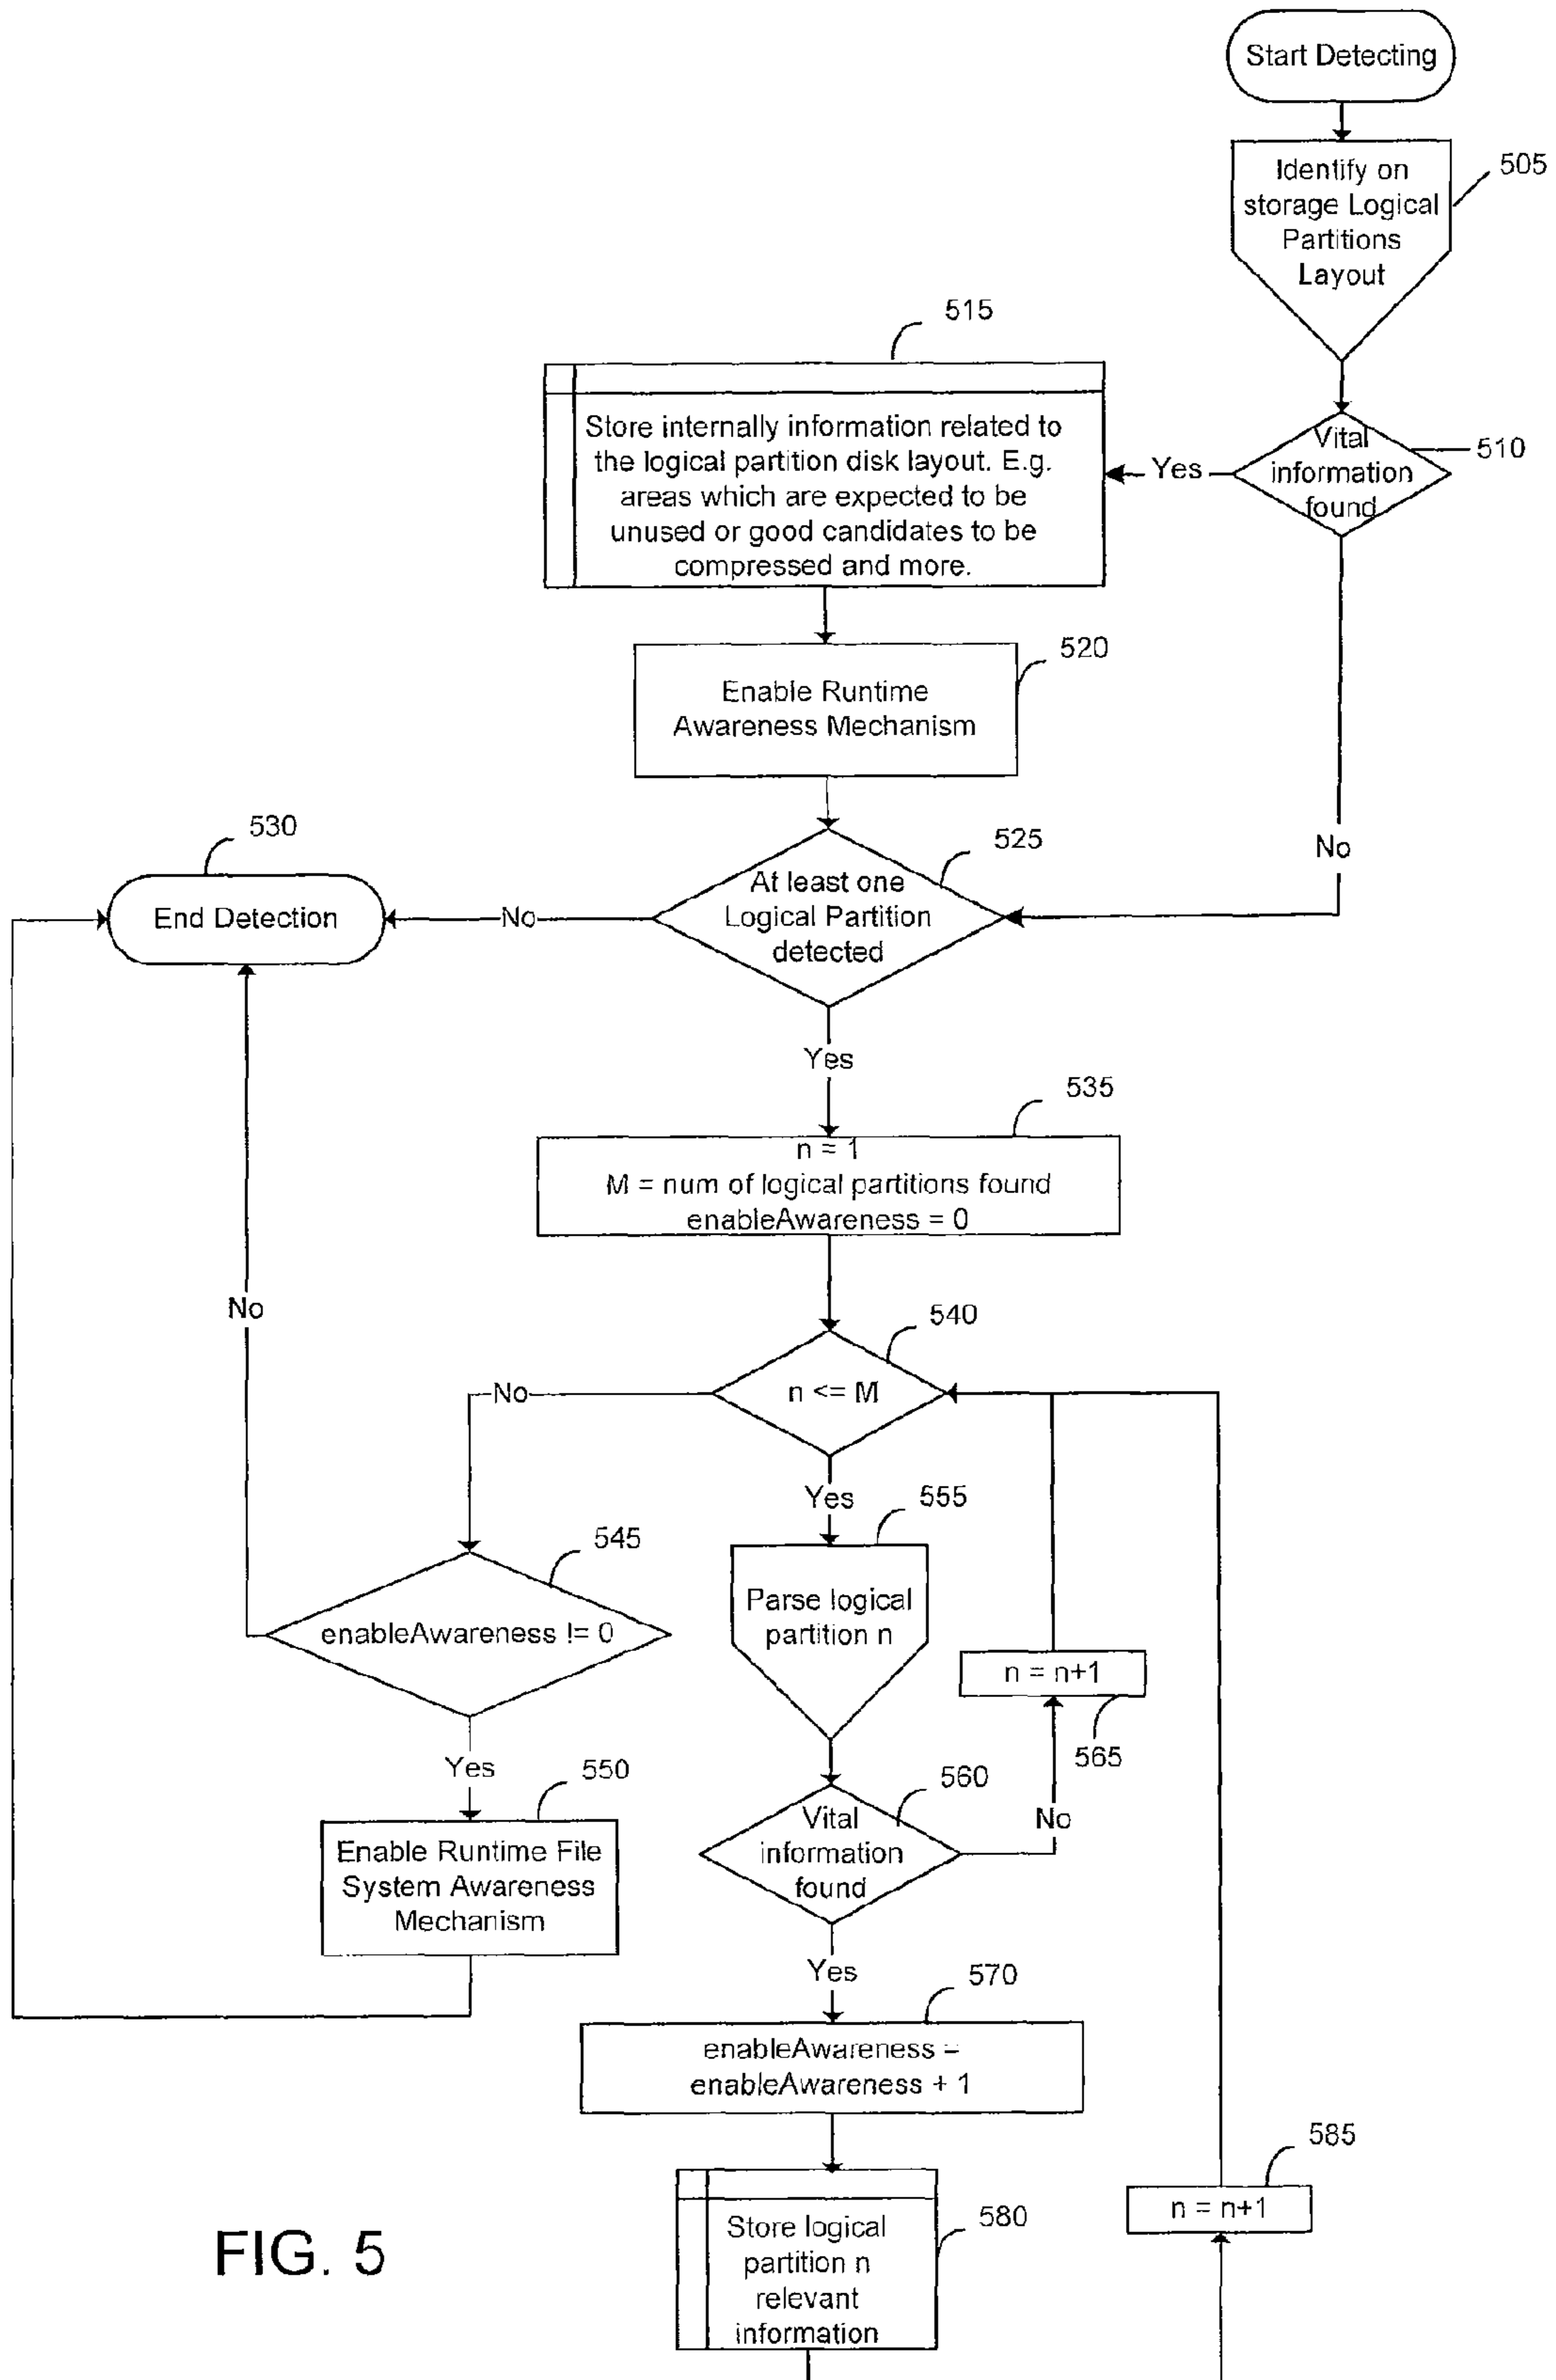 Start Detecting
Identify on
storage Logical
Partitions
Layout
505
515
Store internally information related to
the logical partition disk layout. E.g.
areas which are expected to be
unused or good candidates to be
compressed and more.
Yes
Vital
information
found
510
520
Enable Runtime
Awareness Mechanism
No
530
End Detection
No
525
At least one
Logical Partition
detected
Yes
535
n = 1
M = num of logical partitions found
enableAwareness = 0
No
540
n <= M
No
Yes
555
545
enableAwareness != 0
Parse logical
partition n
n = n+1
565
Yes
550
Enable Runtime File
System Awareness
Mechanism
560
Vital
information
found
No
Yes
570
enableAwareness =
enableAwareness + 1
585
n = n+1
580
Store logical
partition n
relevant
information
FIG. 5